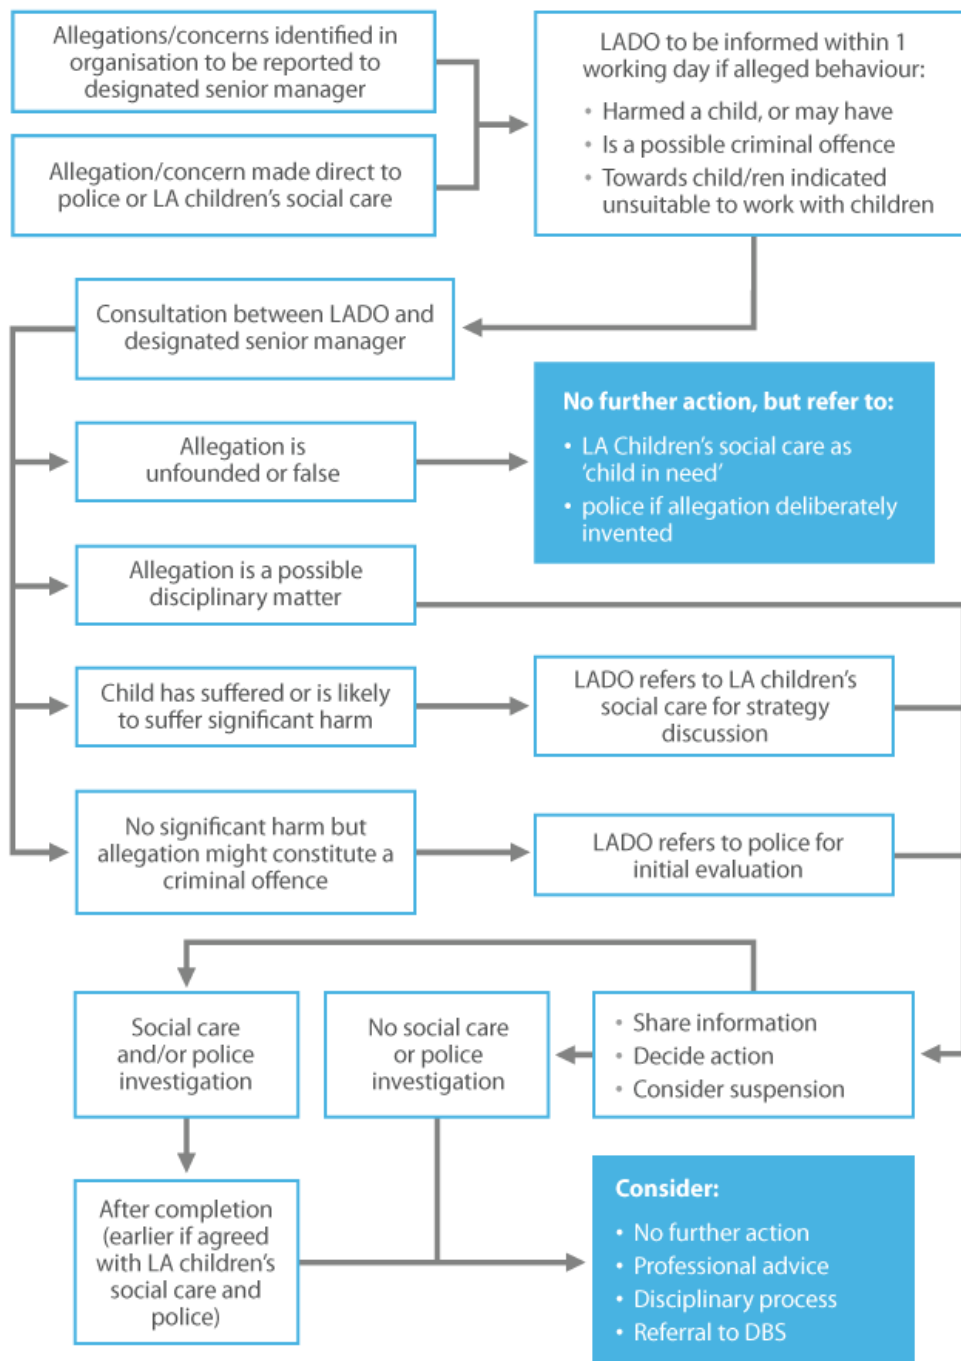 Allegations/concerns identified in
organisation to be reported to
designated senior manager
Allegation/concern made direct to
police or LA children's social care
LADO to be informed within 1
working day if alleged behaviour:
• Harmed a child, or may have
• Is a possible criminal offence
• Towards child/ren indicated
unsuitable to work with children
Consultation between LADO and
designated senior manager
Allegation is
unfounded or false
No further action, but refer to:
• LA Children's social care as
‘child in need’
• police if allegation deliberately
invented
Allegation is a possible
disciplinary matter
Child has suffered or is likely
to suffer significant harm
LADO refers to LA children's
social care for strategy
discussion
No significant harm but
allegation might constitute a
criminal offence
LADO refers to police for
initial evaluation
Social care
and/or police
investigation
No social care
or police
investigation
• Share information
• Decide action
• Consider suspension
After completion
(earlier if agreed
with LA children's
social care and
police)
Consider:
• No further action
• Professional advice
• Disciplinary process
• Referral to DBS